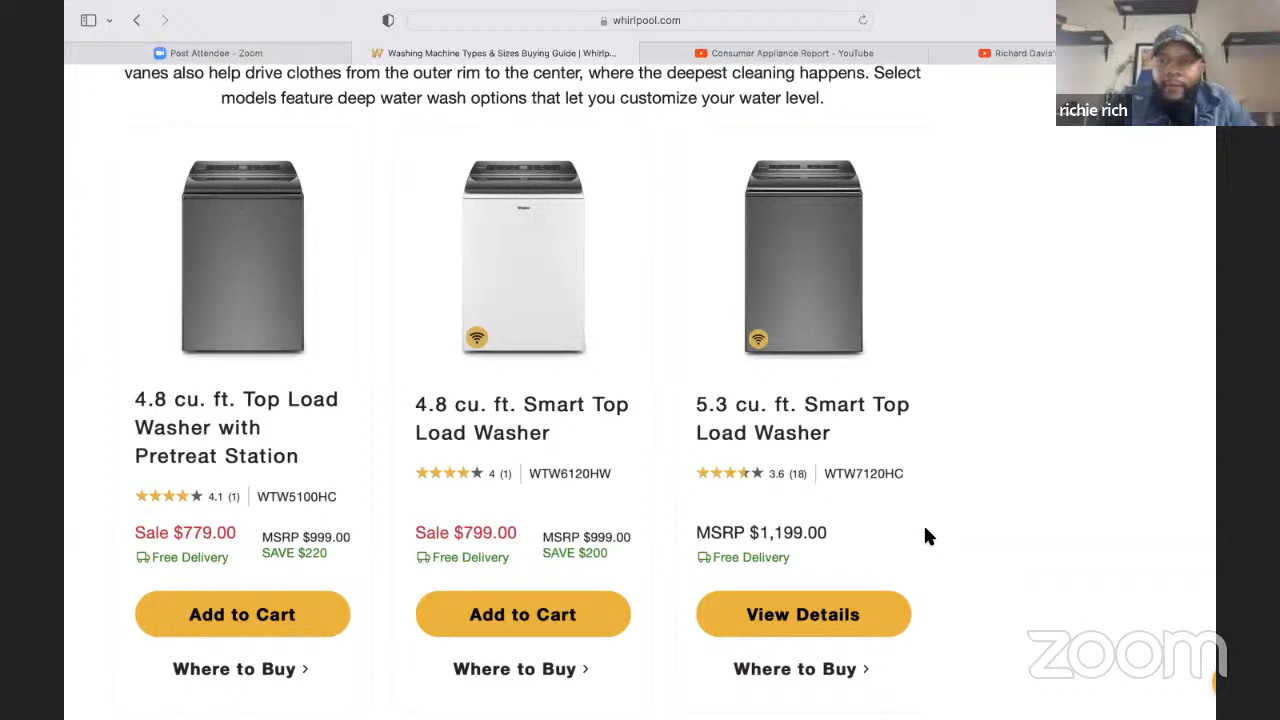 whirlpool.com
Post Attendee - Zoom
Washing Machine Types & Sizes Buying Guide | Whirlp...
Consumer Appliance Report - YouTube
Richard Davis'
richie rich
vanes also help drive clothes from the outer rim to the center, where the deepest cleaning happens. Select
models feature deep water wash options that let you customize your water level.
4.8 cu. ft. Top Load
Washer with
Pretreat Station
4.1 (1) WTW5100HC
Sale $779.00 MSRP $999.00
Free Delivery SAVE $220
Add to Cart
Where to Buy >
Whirlpool
4.8 cu. ft. Smart Top
Load Washer
4 (1) WTW6120HW
Sale $799.00 MSRP $999.00
Free Delivery SAVE $200
Add to Cart
Where to Buy >
5.3 cu. ft. Smart Top
Load Washer
3.6 (18) WTW7120HC
MSRP $1,199.00
Free Delivery
View Details
Where to Buy >
zoom